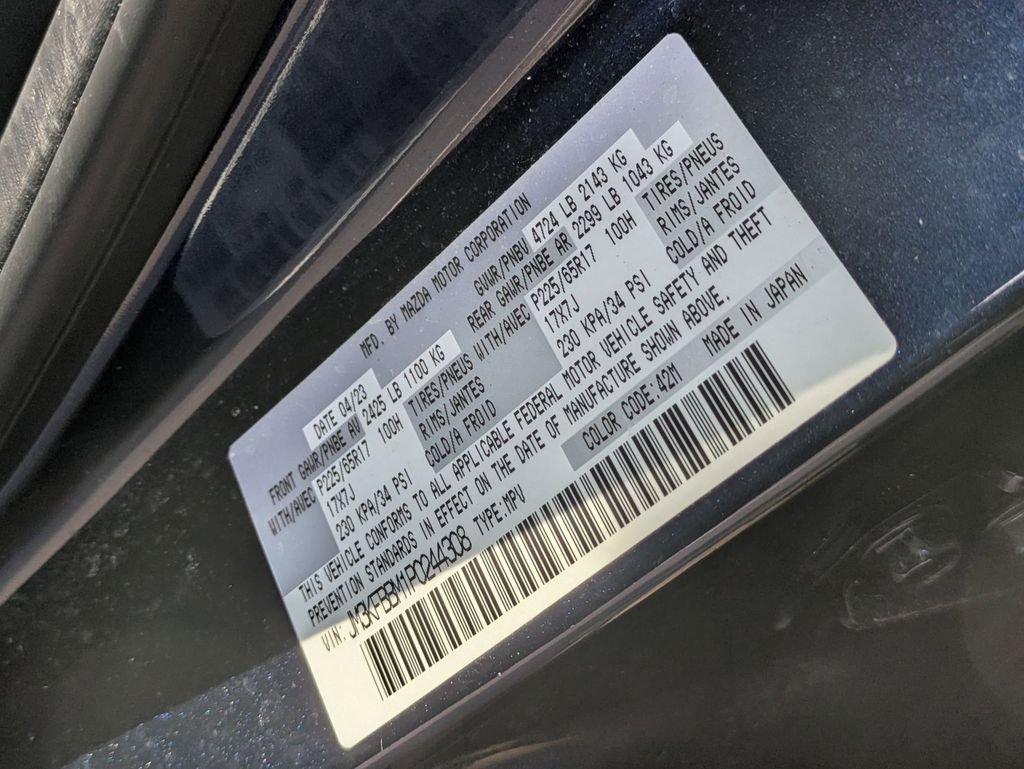 MFD. BY MAZDA MOTOR CORPORATION
DATE 04/23 GVWR/PNBV 4724 LB 2143 KG
FRONT GAWR/PNBE AV 2425 LB 1100 KG REAR GAWR/PNBE AR 2299 LB 1043 KG
WITH/AVEC P225/65R17 100H TIRES/PNEUS WITH/AVEC P225/65R17 100H TIRES/PNEUS
17X7J RIMS/JANTES 17X7J RIMS/JANTES
230 KPA/34 PSI COLD/A FROID 230 KPA/34 PSI COLD/A FROID
THIS VEHICLE CONFORMS TO ALL APPLICABLE FEDERAL MOTOR VEHICLE SAFETY AND THEFT
PREVENTION STANDARDS IN EFFECT ON THE DATE OF MANUFACTURE SHOWN ABOVE.
VIN: JM3KFBBM1P0244308 TYPE:MPV COLOR CODE:42M MADE IN JAPAN